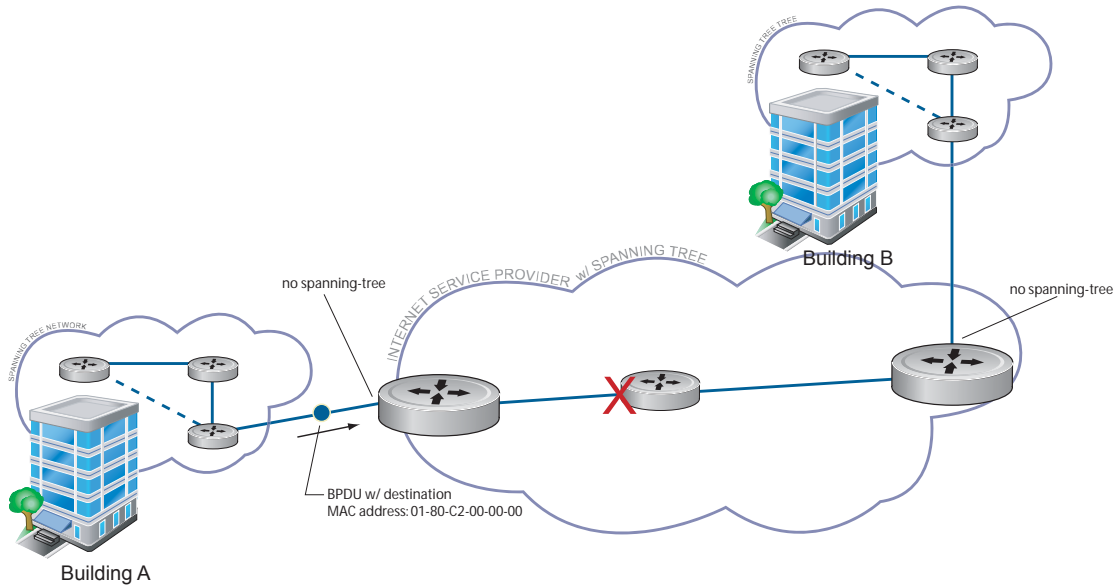 SPANNING TREE TREE
Building B
INTERNET SERVICE PROVIDER w/ SPANNING TREE
no spanning-tree
no spanning-tree
SPANNING TREE NETWORK
BPDU w/ destination
MAC address: 01-80-C2-00-00-00
Building A